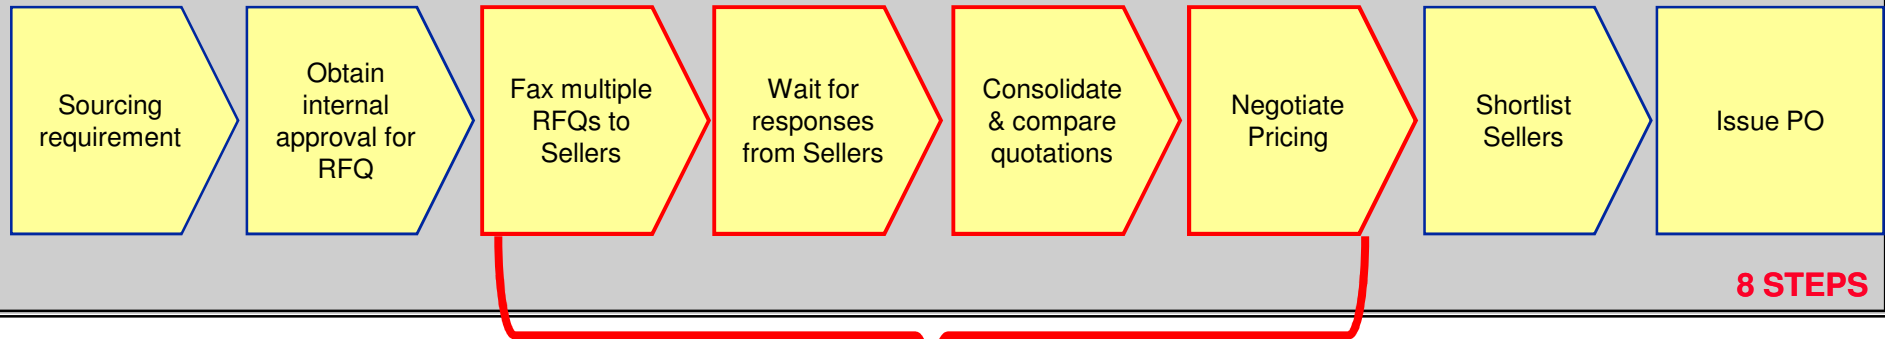 Sourcing
requirement
Obtain
internal
approval for
RFQ
Fax multiple
RFQs to
Sellers
Wait for
responses
from Sellers
Consolidate
& compare
quotations
Negotiate
Pricing
Shortlist
Sellers
Issue PO
8 STEPS